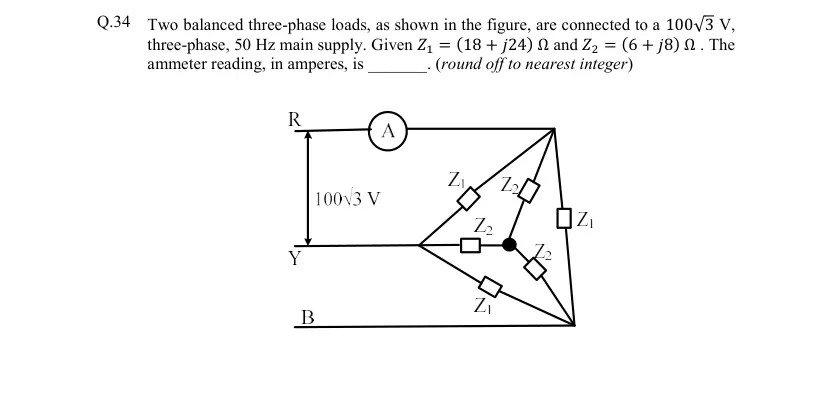 Q.34 Two balanced three-phase loads, as shown in the figure, are connected to a 100√3 V,
three-phase, 50 Hz main supply. Given Z₁ = (18 + j24) Ω and Z₂ = (6 + j8) Ω . The
ammeter reading, in amperes, is _______. (round off to nearest integer)
R
A
Z₁
Z₂
100√3 V
Z₁
Z₂
Z₂
Y
Z₁
B